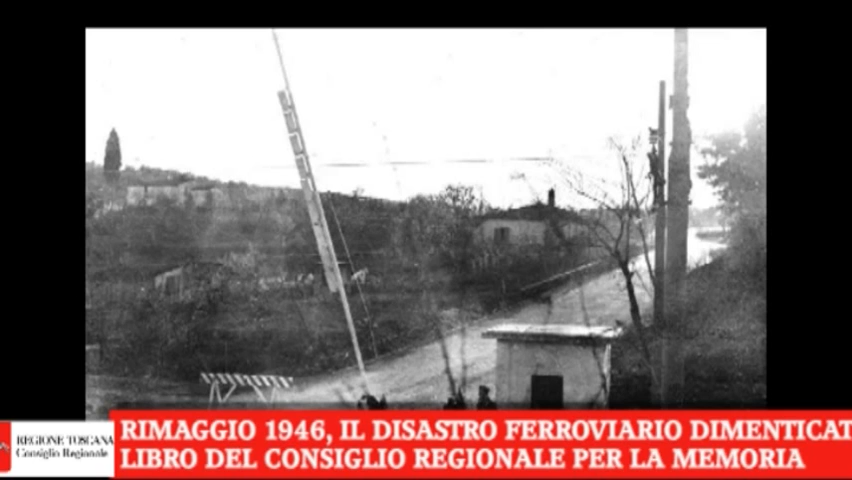 RIMAGGIO 1946, IL DISASTRO FERROVIARIO DIMENTICAT
LIBRO DEL CONSIGLIO REGIONALE PER LA MEMORIA
REGIONE TOSCANA
Consiglio Regionale